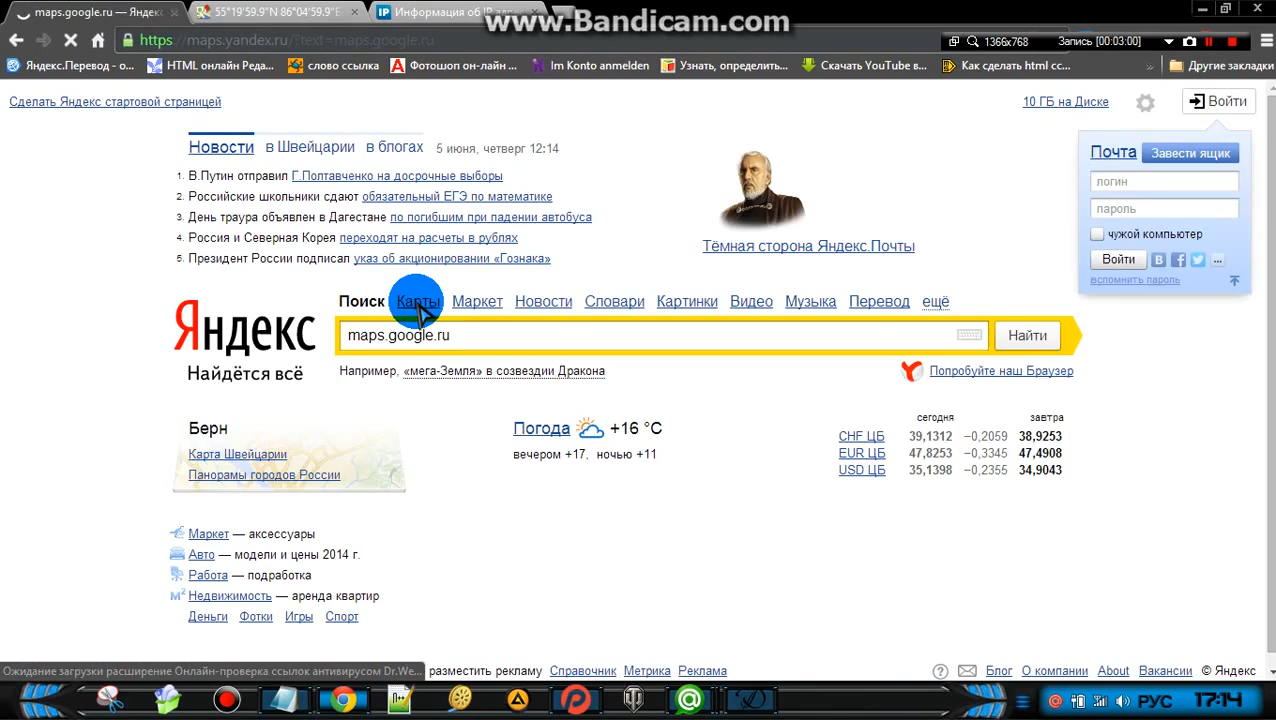 maps.google.ru — Яндекс
55°19'59.9"N 86°04'59.9"E
IP Информация об IP адресе
www.Bandicam.com
https://maps.yandex.ru/?text=maps.google.ru
1366x768 Запись [00:03:00]
Яндекс.Перевод - о... HTML онлайн Реда... слово ссылка Фотошоп он-лайн ... Im Konto anmelden Узнать, определить... Скачать YouTube в... Как сделать html сс... » Другие закладки
Сделать Яндекс стартовой страницей
10 ГБ на Диске
Войти
Новости в Швейцарии в блогах 5 июня, четверг 12:14
1. В.Путин отправил Г.Полтавченко на досрочные выборы
2. Российские школьники сдают обязательный ЕГЭ по математике
3. День траура объявлен в Дагестане по погибшим при падении автобуса
4. Россия и Северная Корея переходят на расчеты в рублях
5. Президент России подписал указ об акционировании «Гознака»
Тёмная сторона Яндекс.Почты
Почта Завести ящик
логин
пароль
чужой компьютер
Войти В f ...
вспомнить пароль
Поиск Карты Маркет Новости Словари Картинки Видео Музыка Перевод ещё
Яндекс
maps.google.ru
Найти
Найдётся всё
Например, «мега-Земля» в созвездии Дракона
Попробуйте наш Браузер
Берн
Карта Швейцарии
Панорамы городов России
Погода +16 °C
вечером +17, ночью +11
сегодня завтра
CHF ЦБ 39,1312 −0,2059 38,9253
EUR ЦБ 47,8253 −0,3345 47,4908
USD ЦБ 35,1398 −0,2355 34,9043
Маркет — аксессуары
Авто — модели и цены 2014 г.
Работа — подработка
Недвижимость — аренда квартир
Деньги Фотки Игры Спорт
Ожидание загрузки расширение Онлайн-проверка ссылок антивирусом Dr.We...
разместить рекламу Справочник Метрика Реклама
Блог О компании About Вакансии © Яндекс
РУС 17:14